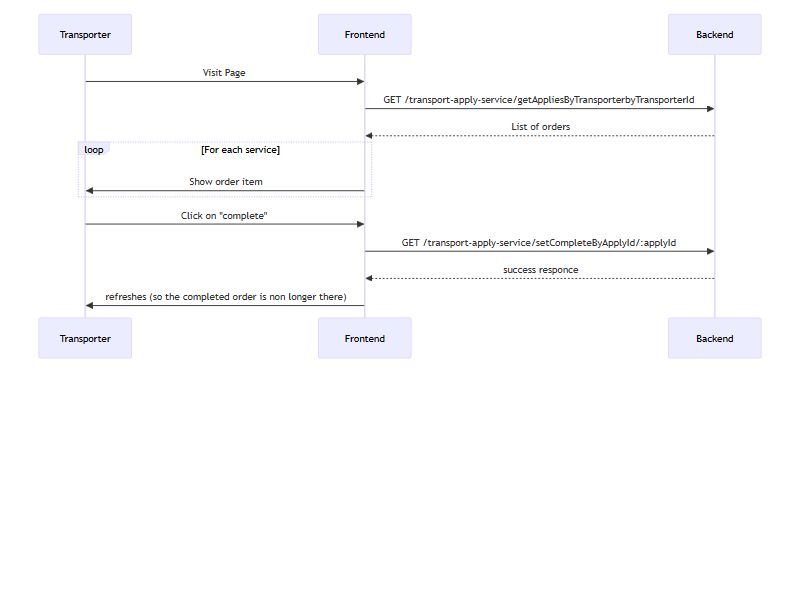 Transporter
Frontend
Backend
Visit Page
GET /transport-apply-service/getAppliesByTransporterbyTransporterId
List of orders
loop
[For each service]
Show order item
Click on "complete"
GET /transport-apply-service/setCompleteByApplyId/:applyId
success responce
refreshes (so the completed order is non longer there)
Transporter
Frontend
Backend